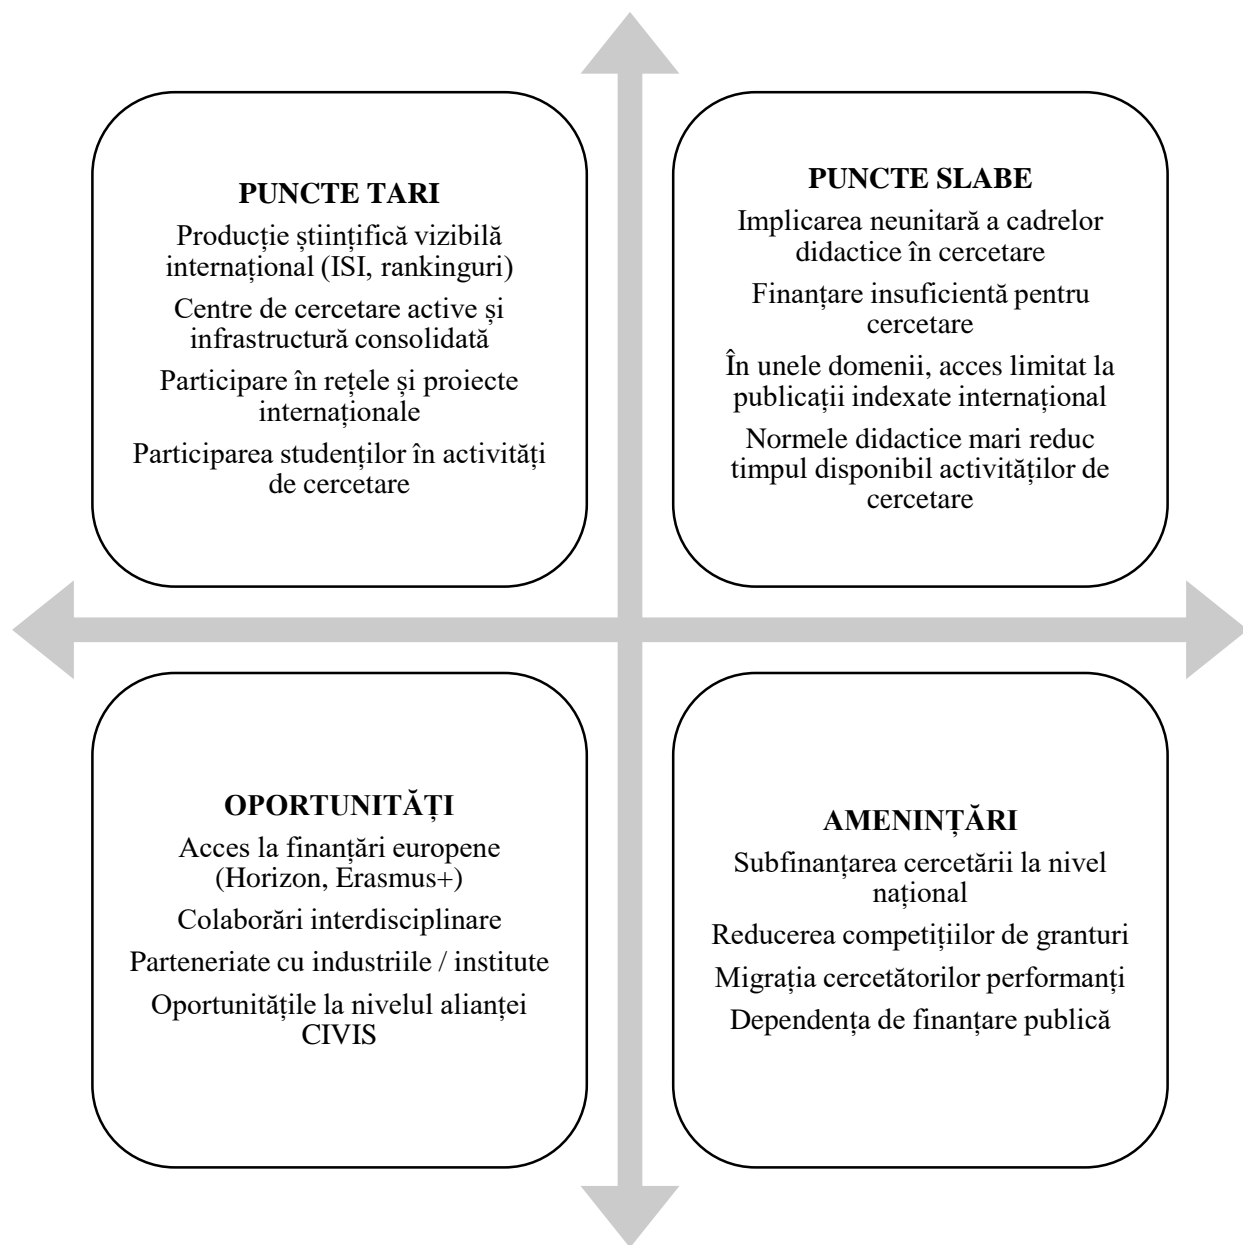 PUNCTE TARI
Producție științifică vizibilă
internațional (ISI, rankinguri)
Centre de cercetare active și
infrastructură consolidată
Participare în rețele și proiecte
internaționale
Participarea studenților în activități
de cercetare
PUNCTE SLABE
Implicarea neunitară a cadrelor
didactice în cercetare
Finanțare insuficientă pentru
cercetare
În unele domenii, acces limitat la
publicații indexate internațional
Normele didactice mari reduc
timpul disponibil activităților de
cercetare
OPORTUNITĂȚI
Acces la finanțări europene
(Horizon, Erasmus+)
Colaborări interdisciplinare
Parteneriate cu industriile / institute
Oportunitățile la nivelul alianței
CIVIS
AMENINȚĂRI
Subfinanțarea cercetării la nivel
național
Reducerea competițiilor de granturi
Migrația cercetătorilor performanți
Dependența de finanțare publică